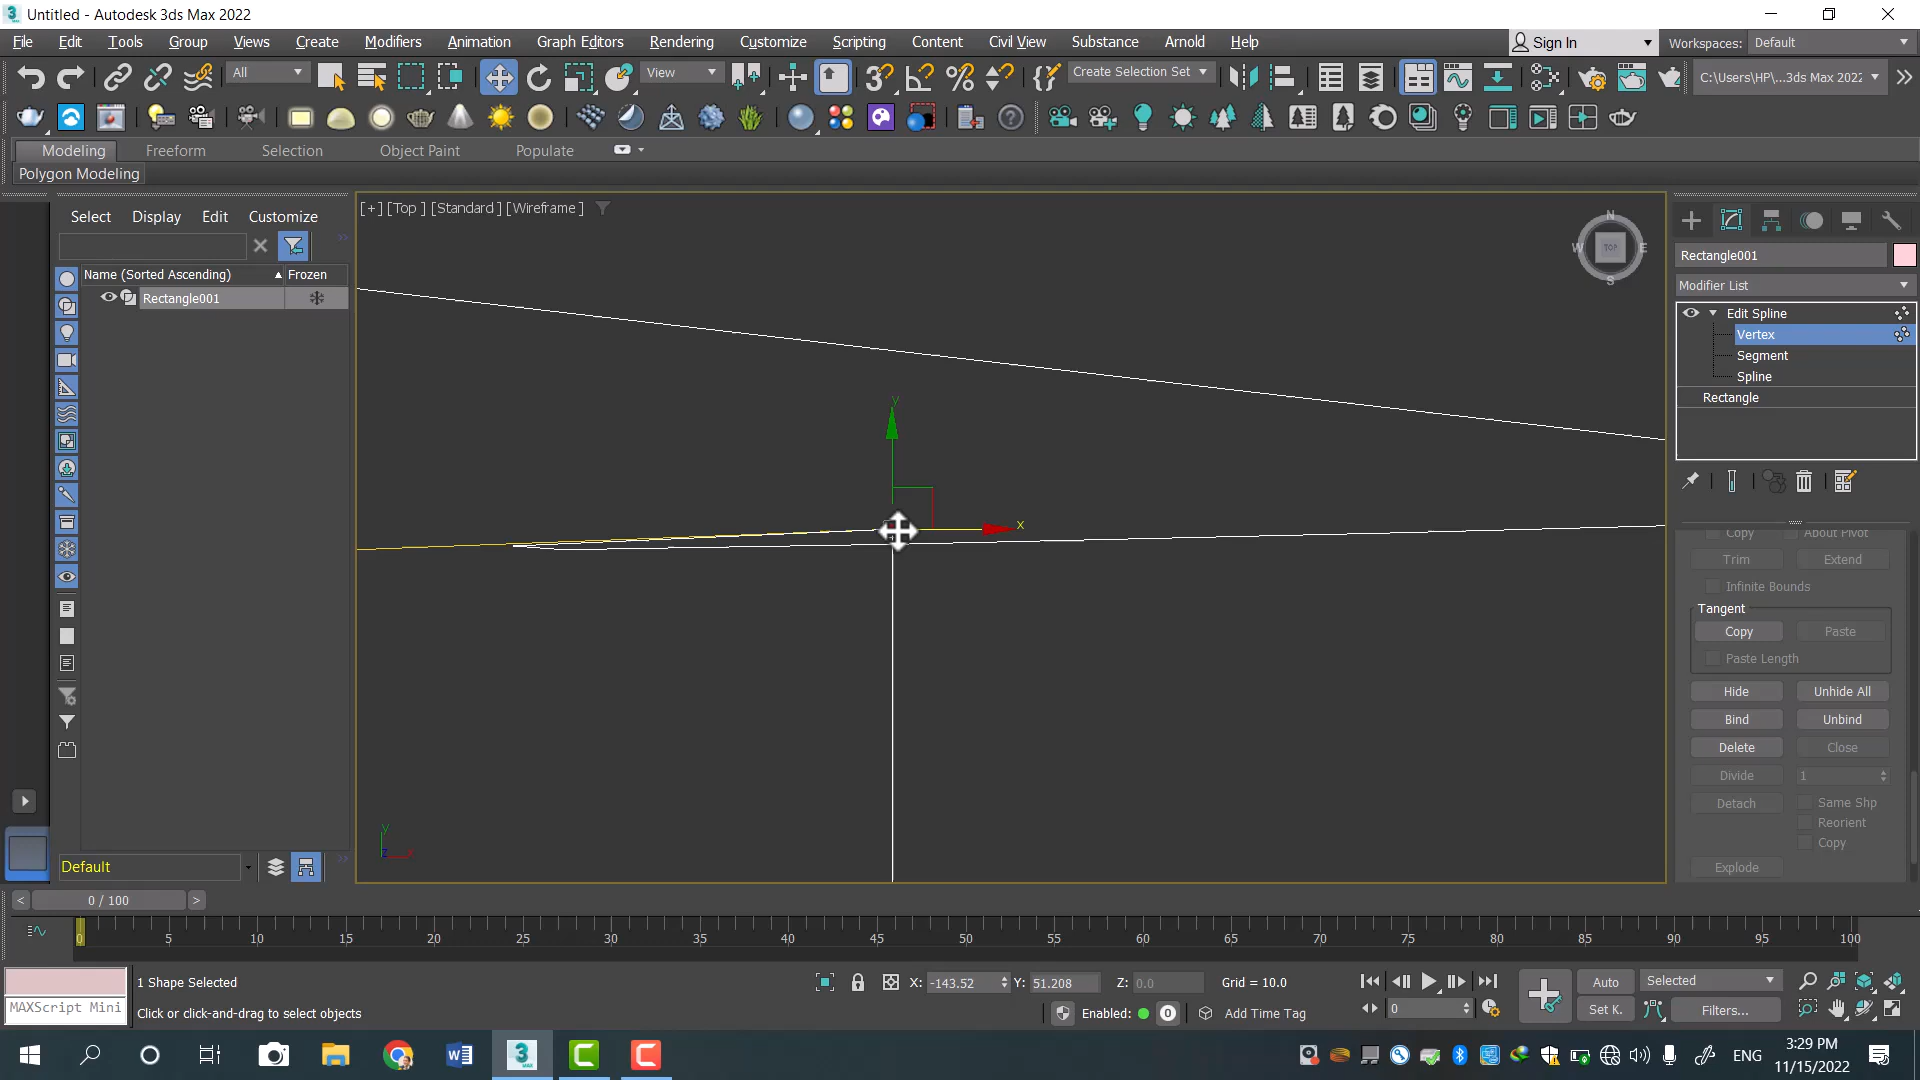 Untitled - Autodesk 3ds Max 2022
File Edit Tools Group Views Create Modifiers Animation Graph Editors Rendering Customize Scripting Content Civil View Substance Arnold Help
Sign In
Workspaces: Default
All
View
Create Selection Set
C:\Users\HP\...3ds Max 2022
Modeling Freeform Selection Object Paint Populate
Polygon Modeling
Select Display Edit Customize
Name (Sorted Ascending) Frozen
Rectangle001
Default
[+] [Top ] [Standard ] [Wireframe ]
N
W TOP E
S
y
x
y
z x
Rectangle001
Modifier List
Edit Spline
Vertex
Segment
Spline
Rectangle
Copy About Pivot
Trim Extend
Infinite Bounds
Tangent
Copy Paste
Paste Length
Hide Unhide All
Bind Unbind
Delete Close
Divide 1
Detach Same Shp
Reorient
Copy
Explode
< 0 / 100 >
0 5 10 15 20 25 30 35 40 45 50 55 60 65 70 75 80 85 90 95 100
1 Shape Selected
X: -143.52 Y: 51.208 Z: 0.0 Grid = 10.0
Auto Selected
MAXScript Mini
Click or click-and-drag to select objects
Enabled: 0 Add Time Tag
0
Set K. Filters...
ENG
3:29 PM
11/15/2022